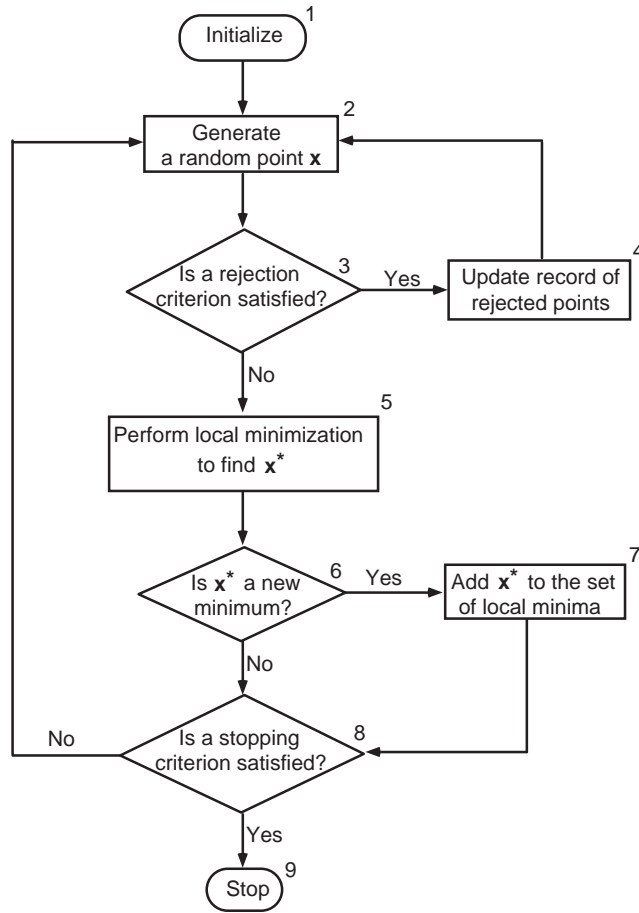 1
Initialize
2
Generate
a random point x
3
Is a rejection
criterion satisfied?
Yes
4
Update record of
rejected points
No
5
Perform local minimization
to find x*
6
Is x* a new
minimum?
Yes
7
Add x* to the set
of local minima
No
8
Is a stopping
criterion satisfied?
No
Yes
9
Stop